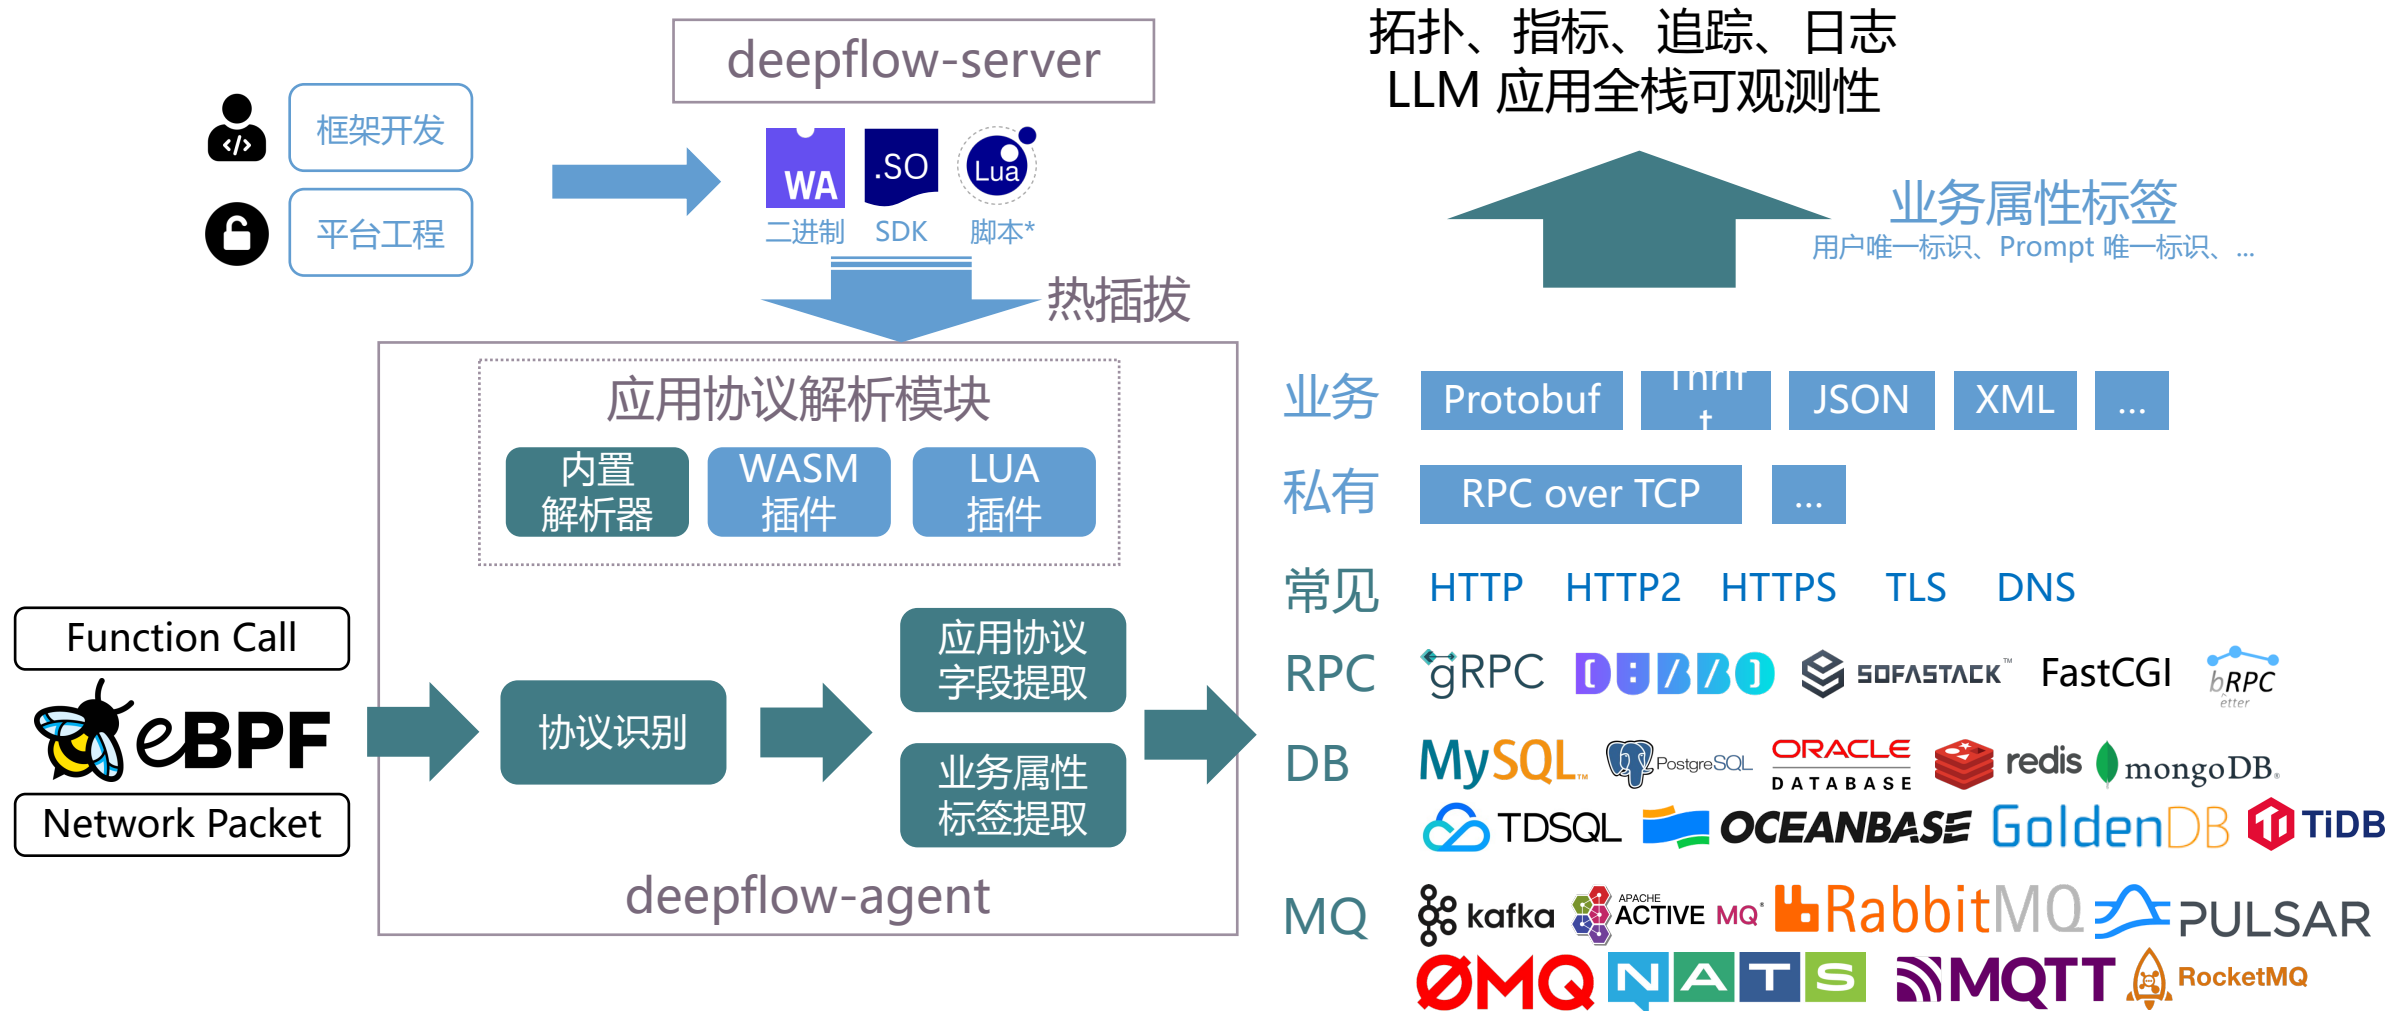 deepflow-server
框架开发
平台工程
</>
WA
.SO
Lua
二进制
SDK
脚本*
热插拔
应用协议解析模块
内置
解析器
WASM
插件
LUA
插件
Function Call
eBPF
Network Packet
协议识别
应用协议
字段提取
业务属性
标签提取
deepflow-agent
拓扑、指标、追踪、日志
LLM 应用全栈可观测性
业务属性标签
用户唯一标识、Prompt 唯一标识、...
业务
Protobuf
Thrif
t
JSON
XML
...
私有
RPC over TCP
...
常见
HTTP
HTTP2
HTTPS
TLS
DNS
RPC
gRPC
DUBBO
SOFASTACK™
FastCGI
bRPC
etter
DB
MySQL™
PostgreSQL
ORACLE
DATABASE
redis
mongoDB®
TDSQL
OCEANBASE
GoldenDB
TiDB
MQ
kafka
APACHE
ACTIVE MQ®
RabbitMQ
PULSAR
ØMQ
NATS
MQTT
RocketMQ